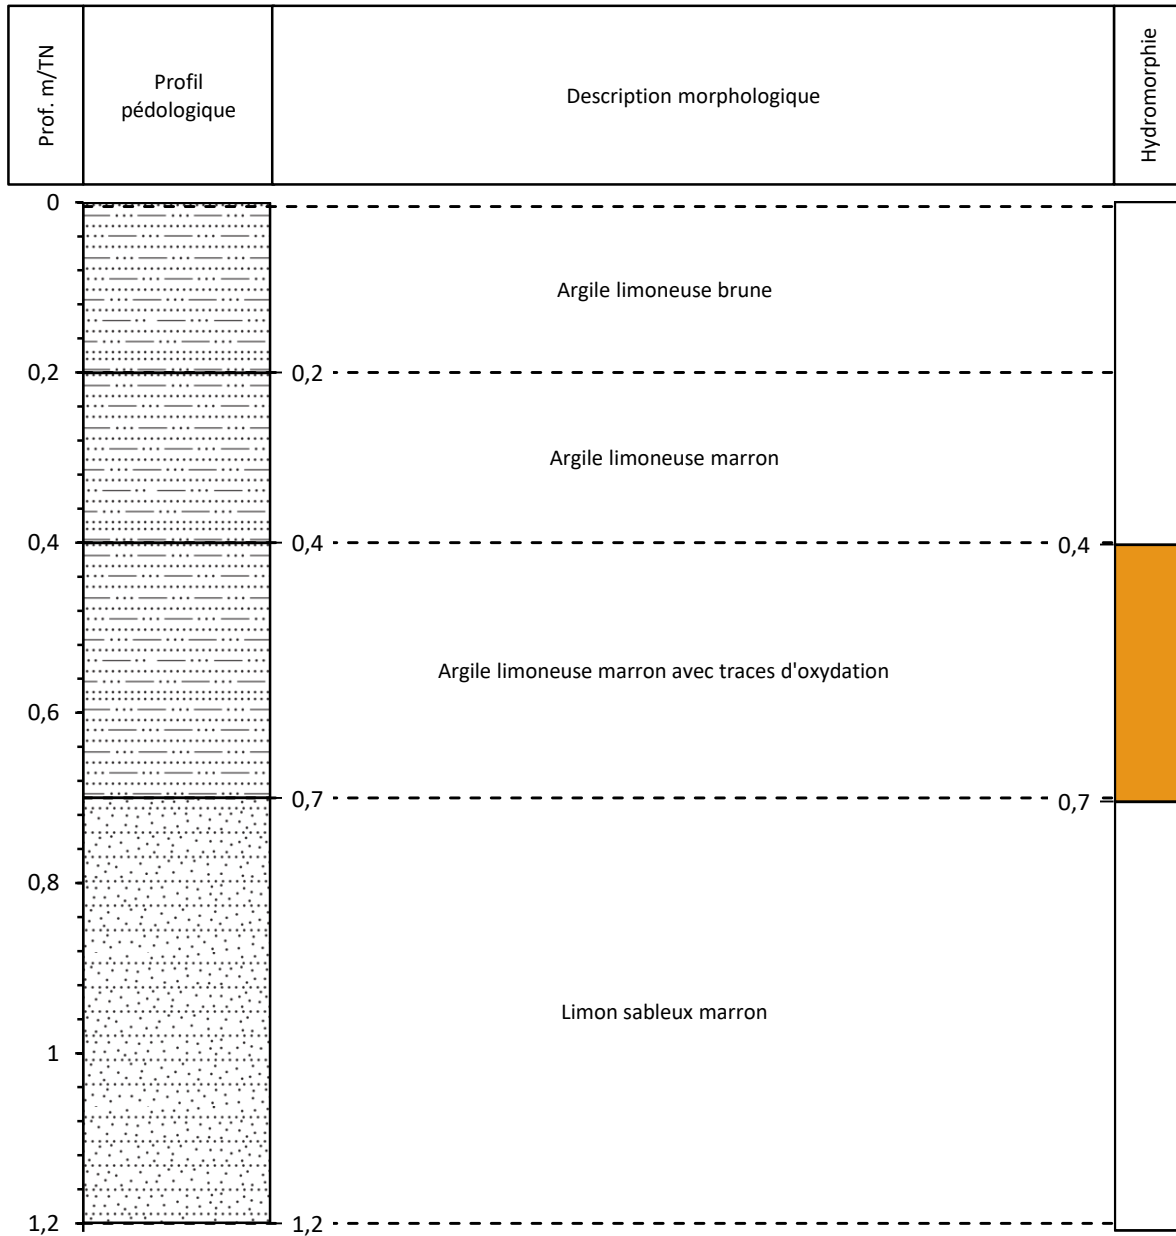 Prof. m/TN
Profil
pédologique
Description morphologique
Hydromorphie
0
Argile limoneuse brune
0,2
0,2
Argile limoneuse marron
0,4
0,4
0,4
Argile limoneuse marron avec traces d'oxydation
0,6
0,7
0,7
0,8
Limon sableux marron
1
1,2
1,2